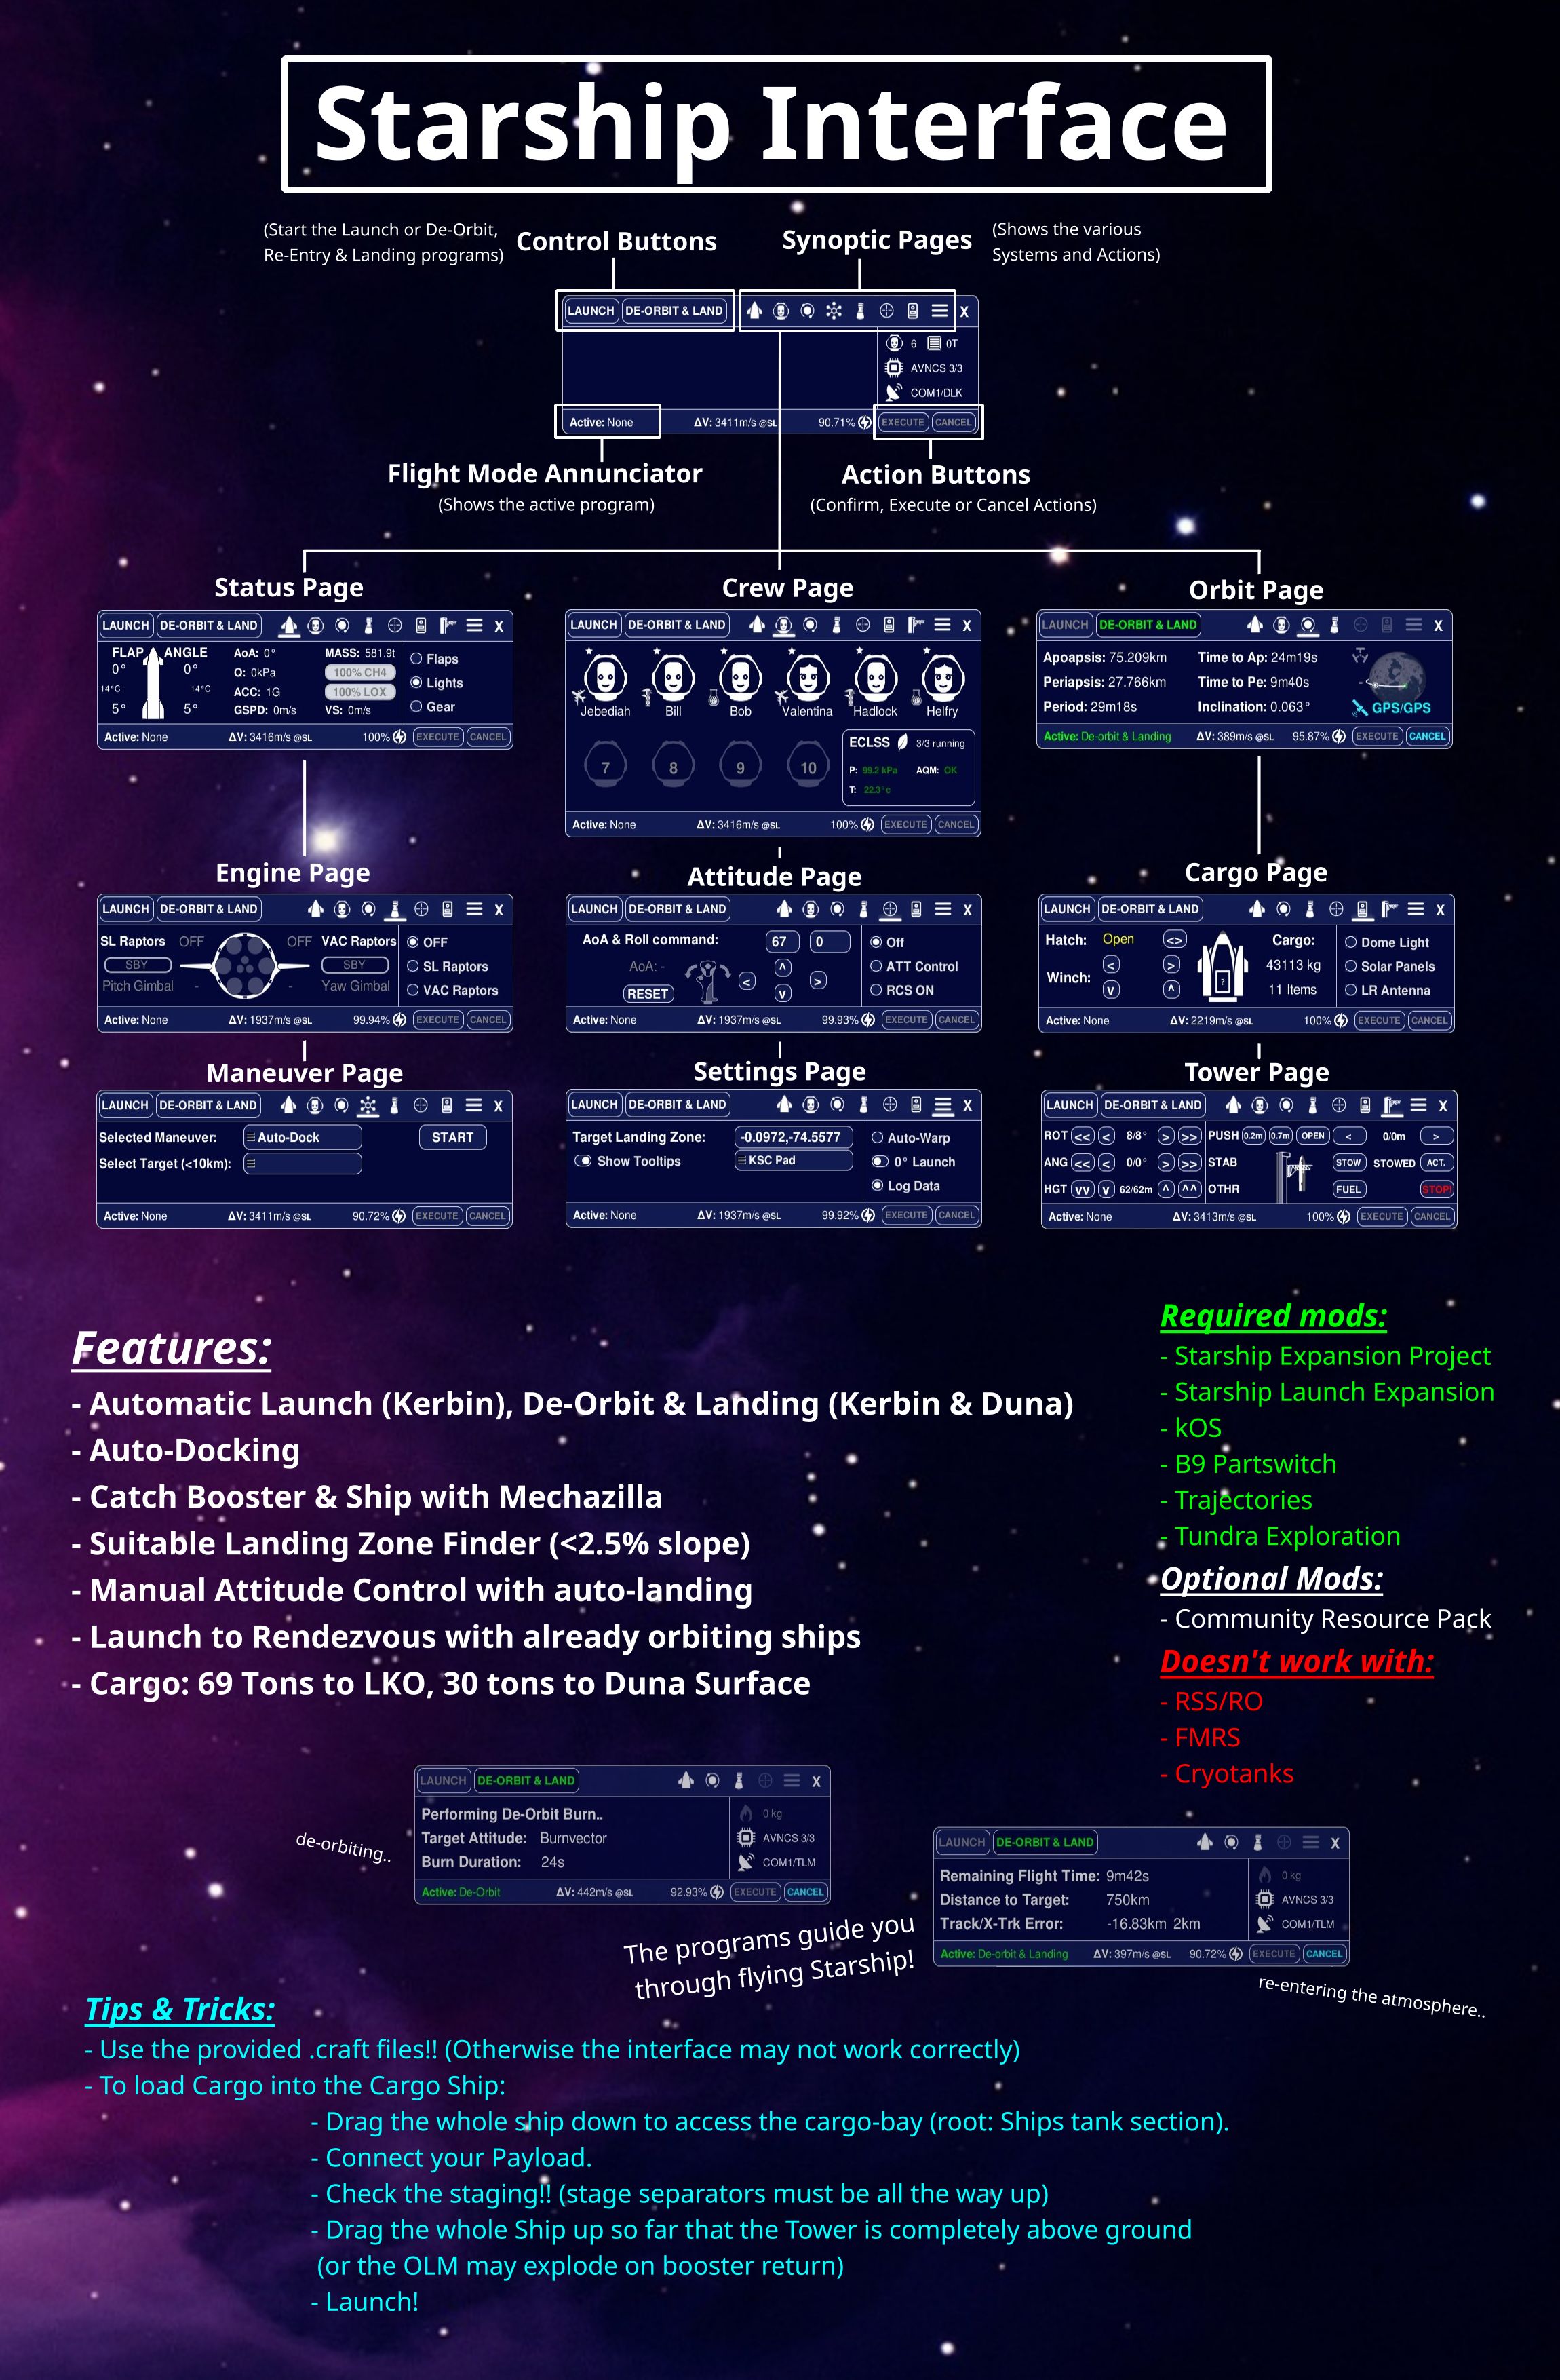 Starship Interface
(Start the Launch or De-Orbit,
Re-Entry & Landing programs)
Control Buttons
Synoptic Pages
(Shows the various
Systems and Actions)
LAUNCH DE-ORBIT & LAND X
6 0T
AVNCS 3/3
COM1/DLK
Active: None ΔV: 3411m/s @SL 90.71% EXECUTE CANCEL
Flight Mode Annunciator
(Shows the active program)
Action Buttons
(Confirm, Execute or Cancel Actions)
Status Page
LAUNCH DE-ORBIT & LAND X
FLAP ANGLE AoA: 0° MASS: 581.9t Flaps
0° 0° Q: 0kPa 100% CH4
14°C 14°C ACC: 1G 100% LOX Lights
5° 5° GSPD: 0m/s VS: 0m/s Gear
Active: None ΔV: 3416m/s @SL 100% EXECUTE CANCEL
Crew Page
LAUNCH DE-ORBIT & LAND X
Jebediah Bill Bob Valentina Hadlock Helfry
7 8 9 10
ECLSS 3/3 running
P: 99.2 kPa AQM: OK
T: 22.3°c
Active: None ΔV: 3416m/s @SL 100% EXECUTE CANCEL
Orbit Page
LAUNCH DE-ORBIT & LAND X
Apoapsis: 75.209km Time to Ap: 24m19s
Periapsis: 27.766km Time to Pe: 9m40s
Period: 29m18s Inclination: 0.063° GPS/GPS
Active: De-orbit & Landing ΔV: 389m/s @SL 95.87% EXECUTE CANCEL
Engine Page
LAUNCH DE-ORBIT & LAND X
SL Raptors OFF OFF VAC Raptors OFF
SBY SBY SL Raptors
Pitch Gimbal - - Yaw Gimbal VAC Raptors
Active: None ΔV: 1937m/s @SL 99.94% EXECUTE CANCEL
Attitude Page
LAUNCH DE-ORBIT & LAND X
AoA & Roll command: 67 0 Off
AoA: - < ^ > ATT Control
RESET v RCS ON
Active: None ΔV: 1937m/s @SL 99.93% EXECUTE CANCEL
Cargo Page
LAUNCH DE-ORBIT & LAND X
Hatch: Open <> Cargo: Dome Light
Winch: < > ? 43113 kg Solar Panels
v ^ 11 Items LR Antenna
Active: None ΔV: 2219m/s @SL 100% EXECUTE CANCEL
Maneuver Page
LAUNCH DE-ORBIT & LAND X
Selected Maneuver: Auto-Dock START
Select Target (<10km):
Active: None ΔV: 3411m/s @SL 90.72% EXECUTE CANCEL
Settings Page
LAUNCH DE-ORBIT & LAND X
Target Landing Zone: -0.0972,-74.5577 Auto-Warp
Show Tooltips KSC Pad 0° Launch
Log Data
Active: None ΔV: 1937m/s @SL 99.92% EXECUTE CANCEL
Tower Page
LAUNCH DE-ORBIT & LAND X
ROT << < 8/8° > >> PUSH 0.2m 0.7m OPEN < 0/0m >
ANG << < 0/0° > >> STAB STOW STOWED ACT.
HGT vv v 62/62m ^ ^^ OTHR FUEL STOP!
Active: None ΔV: 3413m/s @SL 100% EXECUTE CANCEL
Features:
- Automatic Launch (Kerbin), De-Orbit & Landing (Kerbin & Duna)
- Auto-Docking
- Catch Booster & Ship with Mechazilla
- Suitable Landing Zone Finder (<2.5% slope)
- Manual Attitude Control with auto-landing
- Launch to Rendezvous with already orbiting ships
- Cargo: 69 Tons to LKO, 30 tons to Duna Surface
Required mods:
- Starship Expansion Project
- Starship Launch Expansion
- kOS
- B9 Partswitch
- Trajectories
- Tundra Exploration
Optional Mods:
- Community Resource Pack
Doesn't work with:
- RSS/RO
- FMRS
- Cryotanks
de-orbiting..
LAUNCH DE-ORBIT & LAND X
Performing De-Orbit Burn.. 0 kg
Target Attitude: Burnvector AVNCS 3/3
Burn Duration: 24s COM1/TLM
Active: De-Orbit ΔV: 442m/s @SL 92.93% EXECUTE CANCEL
LAUNCH DE-ORBIT & LAND X
Remaining Flight Time: 9m42s 0 kg
Distance to Target: 750km AVNCS 3/3
Track/X-Trk Error: -16.83km 2km COM1/TLM
Active: De-orbit & Landing ΔV: 397m/s @SL 90.72% EXECUTE CANCEL
The programs guide you
through flying Starship!
re-entering the atmosphere..
Tips & Tricks:
- Use the provided .craft files!! (Otherwise the interface may not work correctly)
- To load Cargo into the Cargo Ship:
- Drag the whole ship down to access the cargo-bay (root: Ships tank section).
- Connect your Payload.
- Check the staging!! (stage separators must be all the way up)
- Drag the whole Ship up so far that the Tower is completely above ground
(or the OLM may explode on booster return)
- Launch!